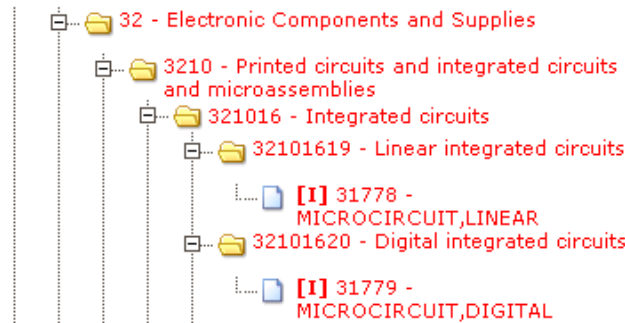 32 - Electronic Components and Supplies
3210 - Printed circuits and integrated circuits
and microassemblies
321016 - Integrated circuits
32101619 - Linear integrated circuits
[I] 31778 -
MICROCIRCUIT,LINEAR
32101620 - Digital integrated circuits
[I] 31779 -
MICROCIRCUIT,DIGITAL